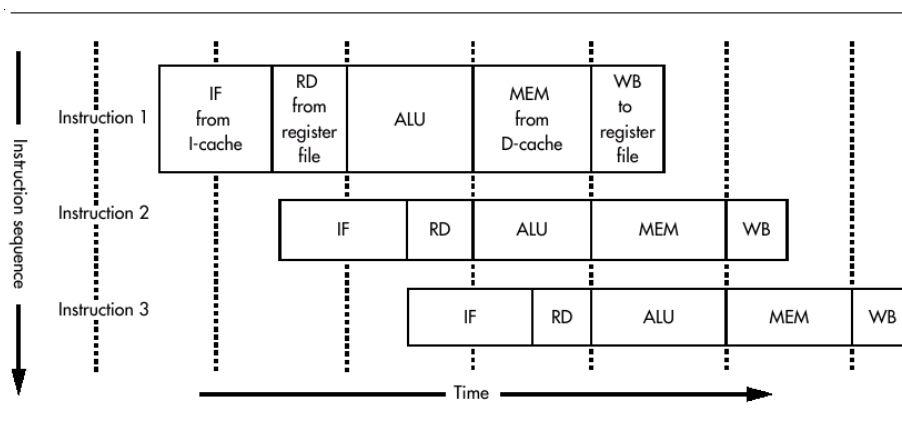 Instruction sequence
Instruction 1
IF
from
I-cache
RD
from
register
file
ALU
MEM
from
D-cache
WB
to
register
file
Instruction 2
IF
RD
ALU
MEM
WB
Instruction 3
IF
RD
ALU
MEM
WB
Time